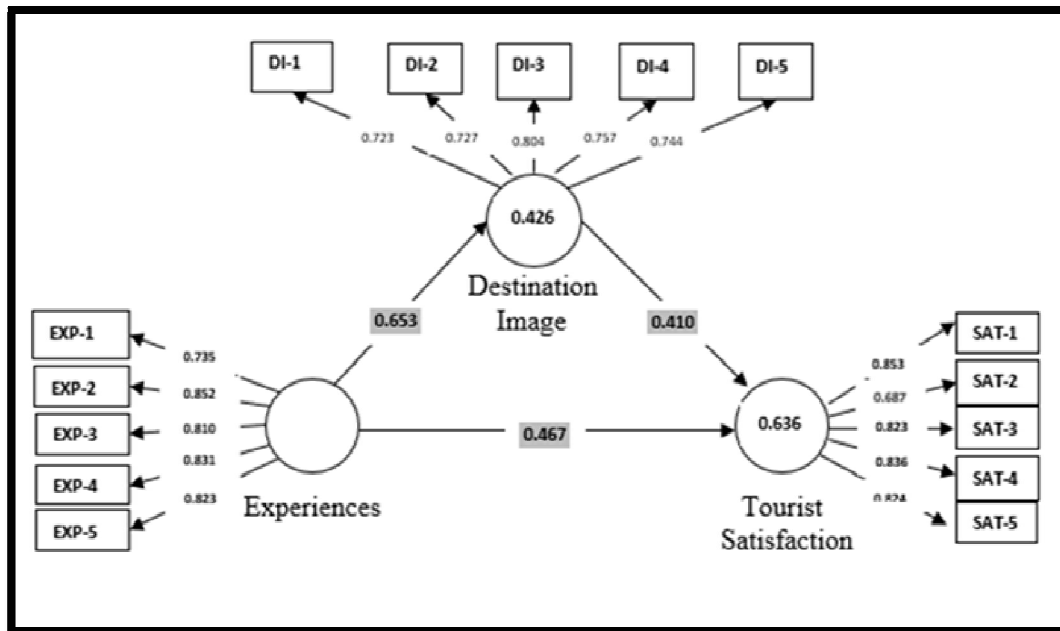 DI-1
DI-2
DI-3
DI-4
DI-5
0.723
0.727
0.804
0.757
0.744
0.426
Destination
Image
0.653
0.410
EXP-1
EXP-2
EXP-3
EXP-4
EXP-5
0.735
0.852
0.810
0.831
0.823
Experiences
0.467
0.636
Tourist
Satisfaction
0.853
0.687
0.823
0.836
0.824
SAT-1
SAT-2
SAT-3
SAT-4
SAT-5